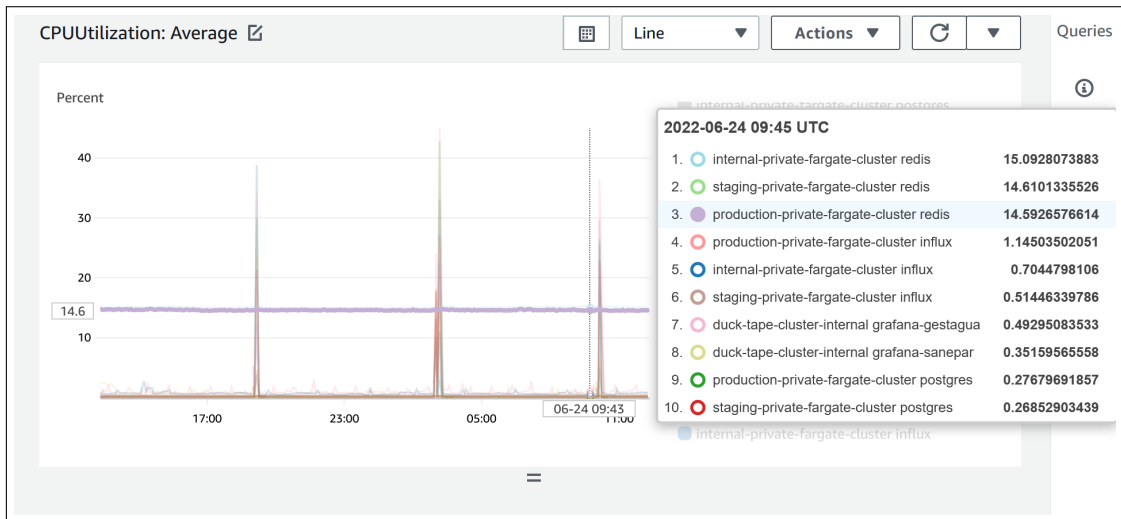 CPUUtilization: Average
Line
Actions
Queries
Percent
internal-private-fargate-cluster postgres
2022-06-24 09:45 UTC
1. internal-private-fargate-cluster redis 15.0928073883
2. staging-private-fargate-cluster redis 14.6101335526
3. production-private-fargate-cluster redis 14.5926576614
4. production-private-fargate-cluster influx 1.14503502051
5. internal-private-fargate-cluster influx 0.7044798106
6. staging-private-fargate-cluster influx 0.51446339786
7. duck-tape-cluster-internal grafana-gestagua 0.49295083533
8. duck-tape-cluster-internal grafana-sanepar 0.35159565558
9. production-private-fargate-cluster postgres 0.27679691857
10. staging-private-fargate-cluster postgres 0.26852903439
internal-private-fargate-cluster influx
40
30
20
14.6
10
06-24 09:43
17:00 23:00 05:00 11:00